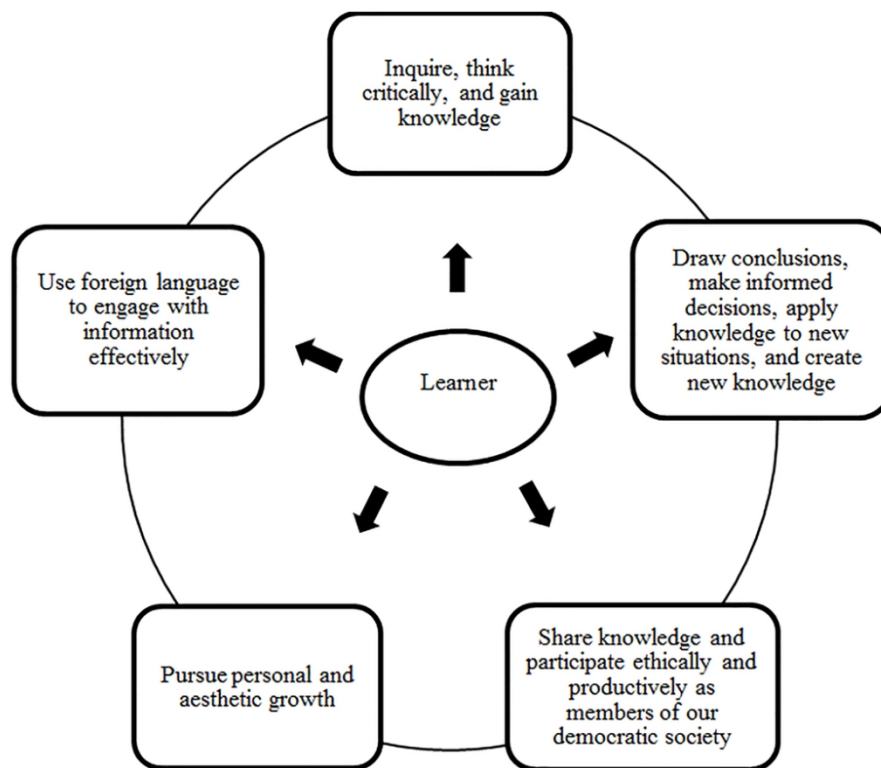 Inquire, think
critically, and gain
knowledge
Draw conclusions,
make informed
decisions, apply
knowledge to new
situations, and create
new knowledge
Share knowledge and
participate ethically and
productively as
members of our
democratic society
Pursue personal and
aesthetic growth
Use foreign language
to engage with
information
effectively
Learner